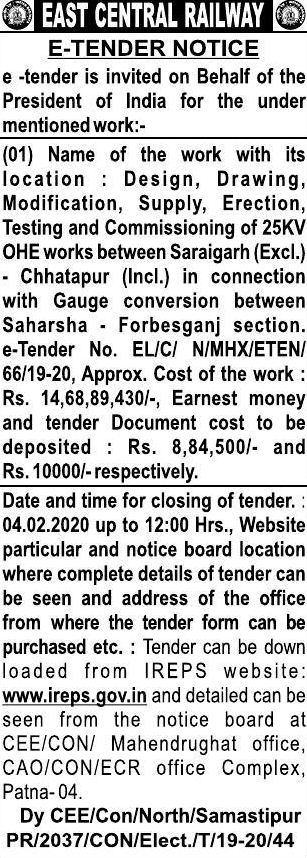 EAST CENTRAL RAILWAY
E-TENDER NOTICE
e -tender is invited on Behalf of the
President of India for the under
mentioned work:-
(01) Name of the work with its
location : Design, Drawing,
Modification, Supply, Erection,
Testing and Commissioning of 25KV
OHE works between Saraigarh (Excl.)
- Chhatapur (Incl.) in connection
with Gauge conversion between
Saharsha - Forbesganj section.
e-Tender No. EL/C/ N/MHX/ETEN/
66/19-20, Approx. Cost of the work :
Rs. 14,68,89,430/-, Earnest money
and tender Document cost to be
deposited : Rs. 8,84,500/- and
Rs. 10000/- respectively.
Date and time for closing of tender. :
04.02.2020 up to 12:00 Hrs., Website
particular and notice board location
where complete details of tender can
be seen and address of the office
from where the tender form can be
purchased etc. : Tender can be down
loaded from IREPS website:
www.ireps.gov.in and detailed can be
seen from the notice board at
CEE/CON/ Mahendrughat office,
CAO/CON/ECR office Complex,
Patna- 04.
Dy CEE/Con/North/Samastipur
PR/2037/CON/Elect./T/19-20/44